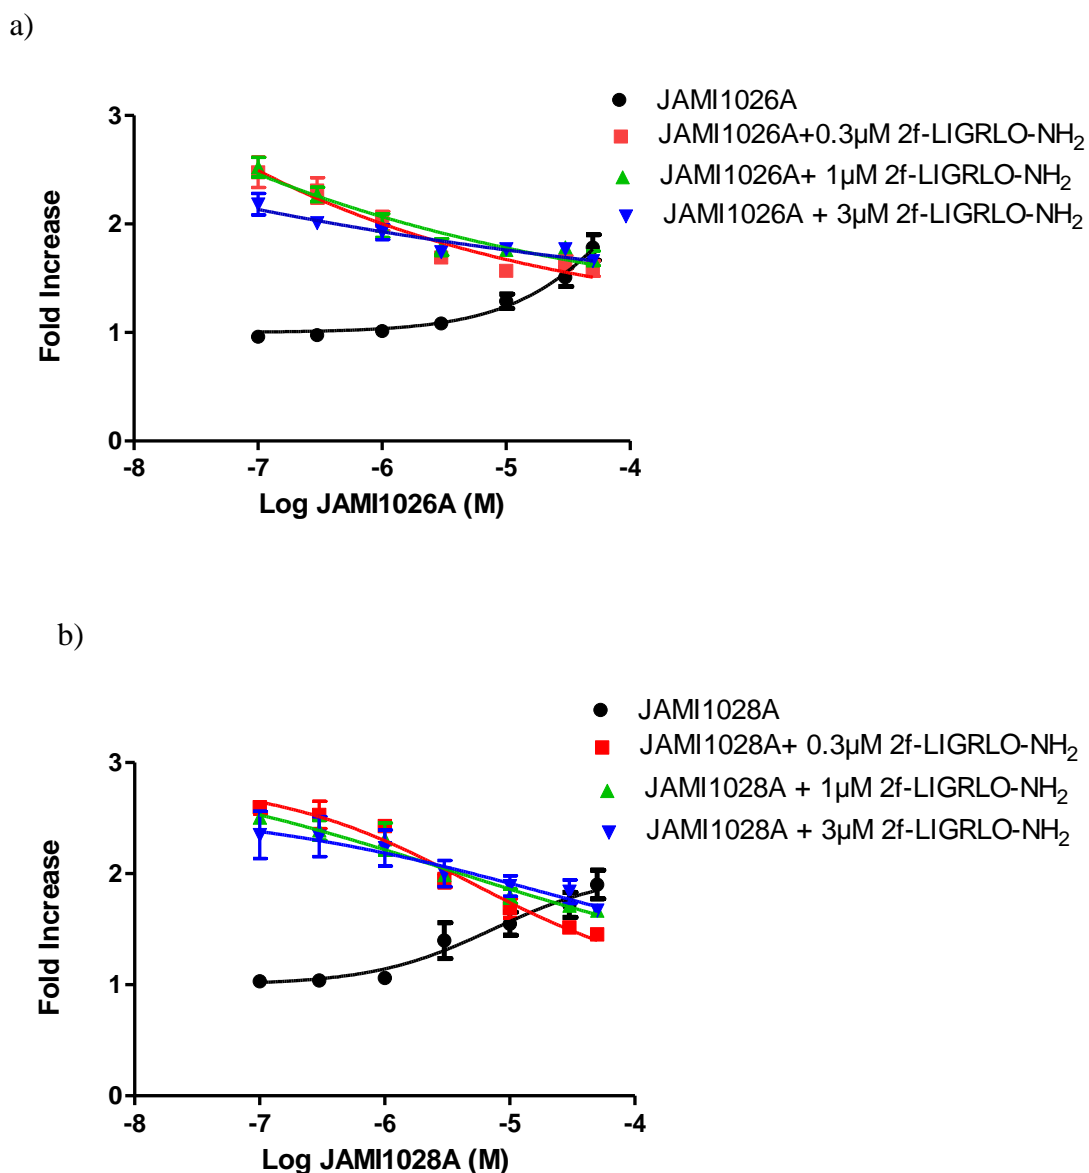 a)
JAMI1026A
JAMI1026A+0.3µM 2f-LIGRLO-NH2
JAMI1026A+ 1µM 2f-LIGRLO-NH2
JAMI1026A + 3µM 2f-LIGRLO-NH2
3
2
1
0
Fold Increase
-8 -7 -6 -5 -4
Log JAMI1026A (M)
b)
JAMI1028A
JAMI1028A+ 0.3µM 2f-LIGRLO-NH2
JAMI1028A + 1µM 2f-LIGRLO-NH2
JAMI1028A + 3µM 2f-LIGRLO-NH2
3
2
1
0
Fold Increase
-8 -7 -6 -5 -4
Log JAMI1028A (M)